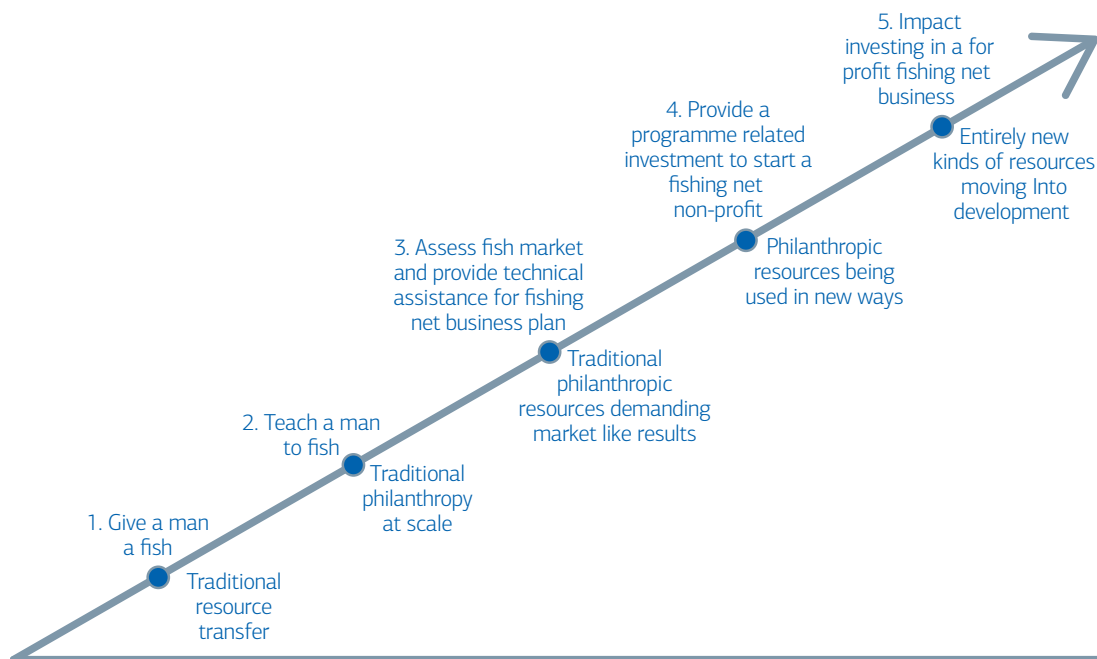 5. Impact
investing in a for
profit fishing net
business
Entirely new
kinds of resources
moving Into
development
4. Provide a
programme related
investment to start a
fishing net
non-profit
Philanthropic
resources being
used in new ways
3. Assess fish market
and provide technical
assistance for fishing
net business plan
Traditional
philanthropic
resources demanding
market like results
2. Teach a man
to fish
Traditional
philanthropy
at scale
1. Give a man
a fish
Traditional
resource
transfer